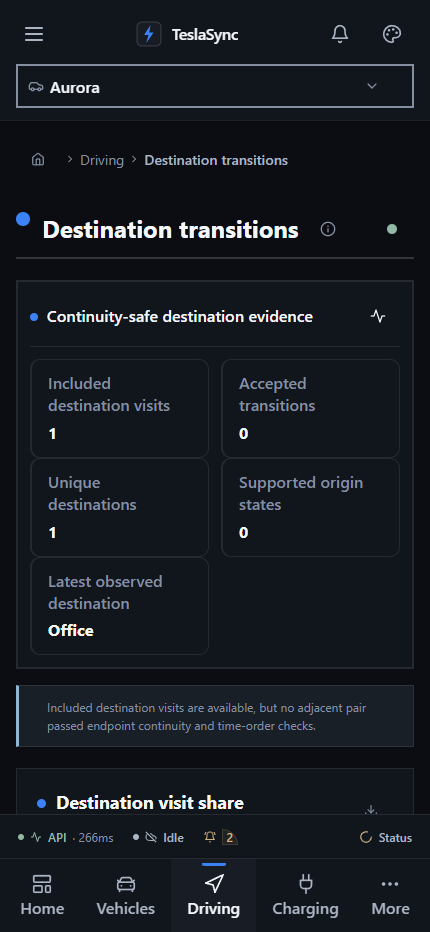 TeslaSync
Aurora
Driving
Destination transitions
Destination transitions
Continuity-safe destination evidence
Included
destination visits
1
Accepted
transitions
0
Unique
destinations
1
Supported origin
states
0
Latest observed
destination
Office
Included destination visits are available, but no adjacent pair
passed endpoint continuity and time-order checks.
Destination visit share
API · 266ms
Idle
2
Status
Home
Vehicles
Driving
Charging
More